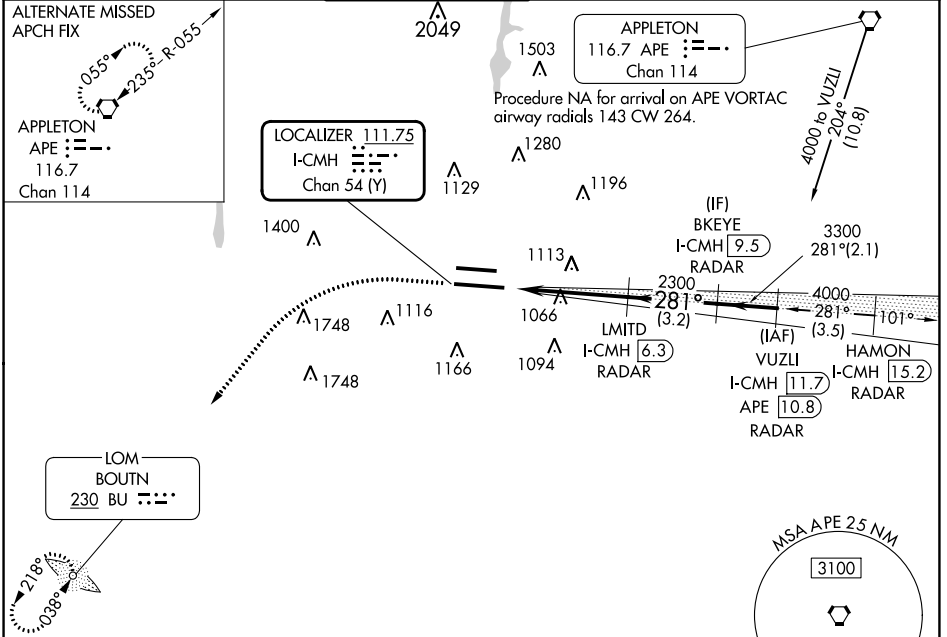 ALTERNATE MISSED
APCH FIX
055°
235°
R-055
APPLETON
APE
116.7
Chan 114
2049
1503
APPLETON
116.7 APE
Chan 114
Procedure NA for arrival on APE VORTAC
airway radials 143 CW 264.
4000 to VUZLI
204°
(10.8)
LOCALIZER 111.75
I-CMH
Chan 54 (Y)
1280
1129
1196
1400
1113
(IF)
BKEYE
I-CMH 9.5
RADAR
3300
281°(2.1)
2300
281°
(3.2)
4000
281°
(3.5)
101°
1066
1748
1116
LMITD
I-CMH 6.3
RADAR
(IAF)
VUZLI
I-CMH 11.7
APE 10.8
RADAR
HAMON
I-CMH 15.2
RADAR
1748
1166
1094
LOM
BOUTN
230 BU
218°
038°
MSA APE 25 NM
3100